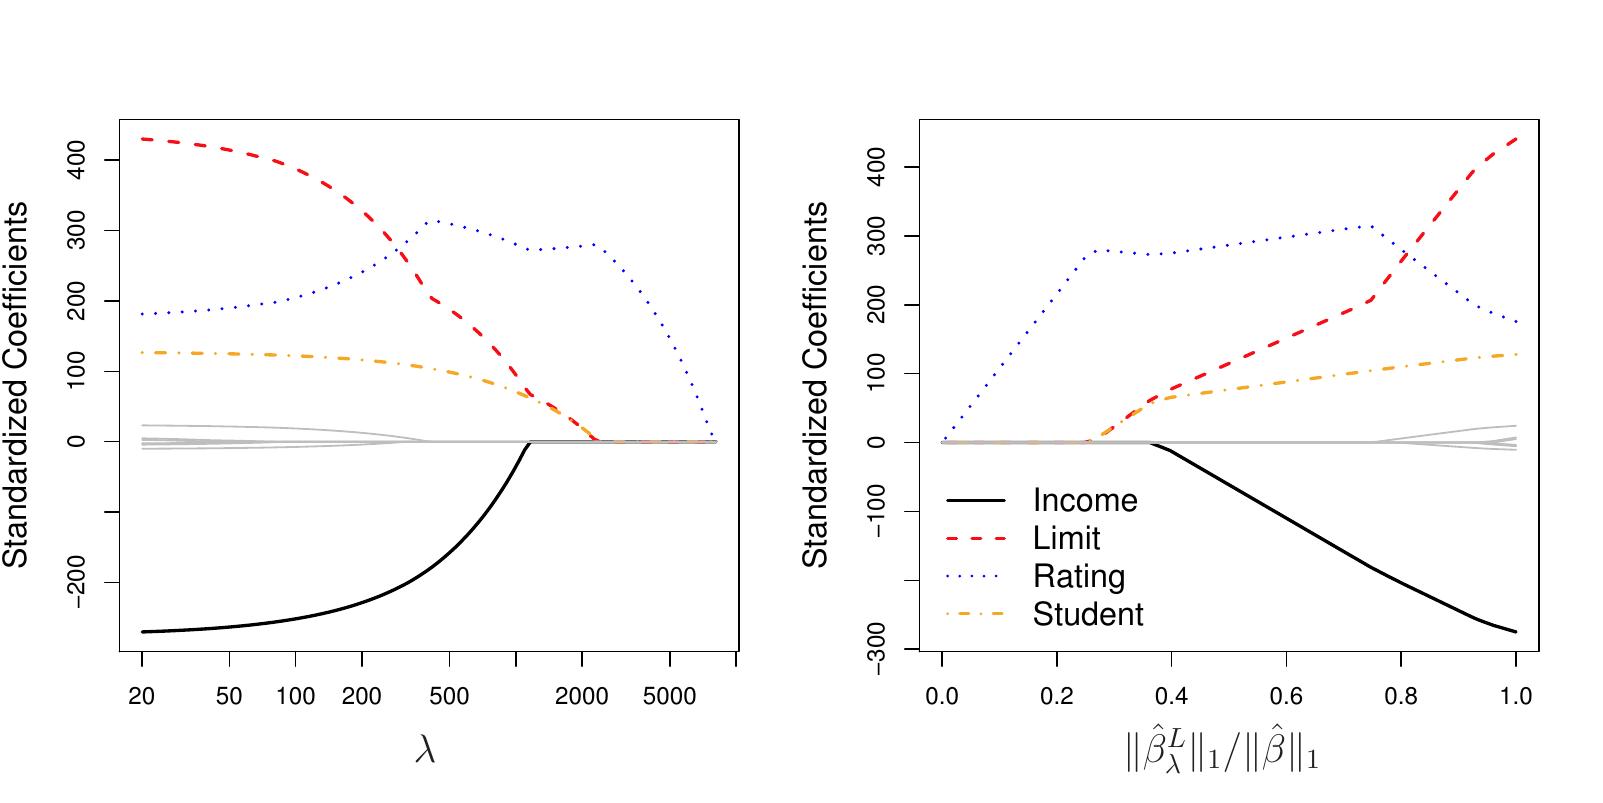 Standardized Coefficients
400
300
200
100
0
−200
20 50 100 200 500 2000 5000
λ
Standardized Coefficients
400
300
200
100
0
−100
−300
Income
Limit
Rating
Student
0.0 0.2 0.4 0.6 0.8 1.0
‖β̂λᴸ‖₁/‖β̂‖₁